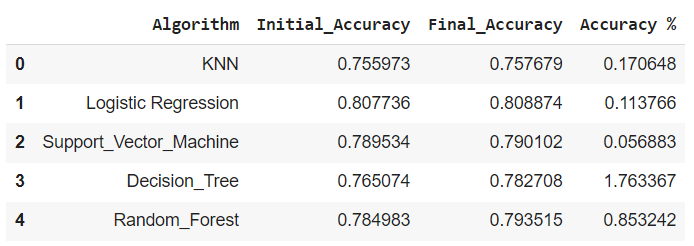 Algorithm Initial_Accuracy Final_Accuracy Accuracy %
0 KNN 0.755973 0.757679 0.170648
1 Logistic Regression 0.807736 0.808874 0.113766
2 Support_Vector_Machine 0.789534 0.790102 0.056883
3 Decision_Tree 0.765074 0.782708 1.763367
4 Random_Forest 0.784983 0.793515 0.853242